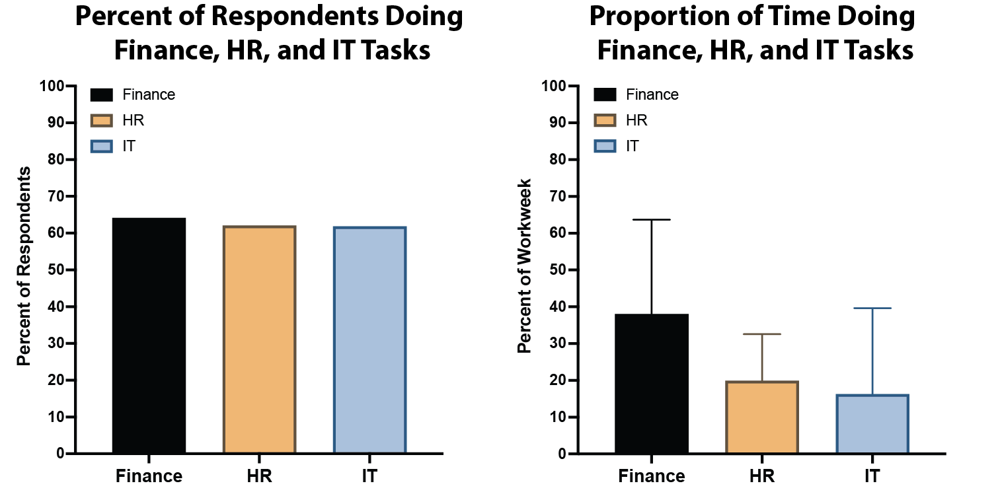 Percent of Respondents Doing
Finance, HR, and IT Tasks
Percent of Respondents
100
90
80
70
60
50
40
30
20
10
0
Finance
HR
IT
Finance HR IT
Proportion of Time Doing
Finance, HR, and IT Tasks
Percent of Workweek
100
90
80
70
60
50
40
30
20
10
0
Finance
HR
IT
Finance HR IT